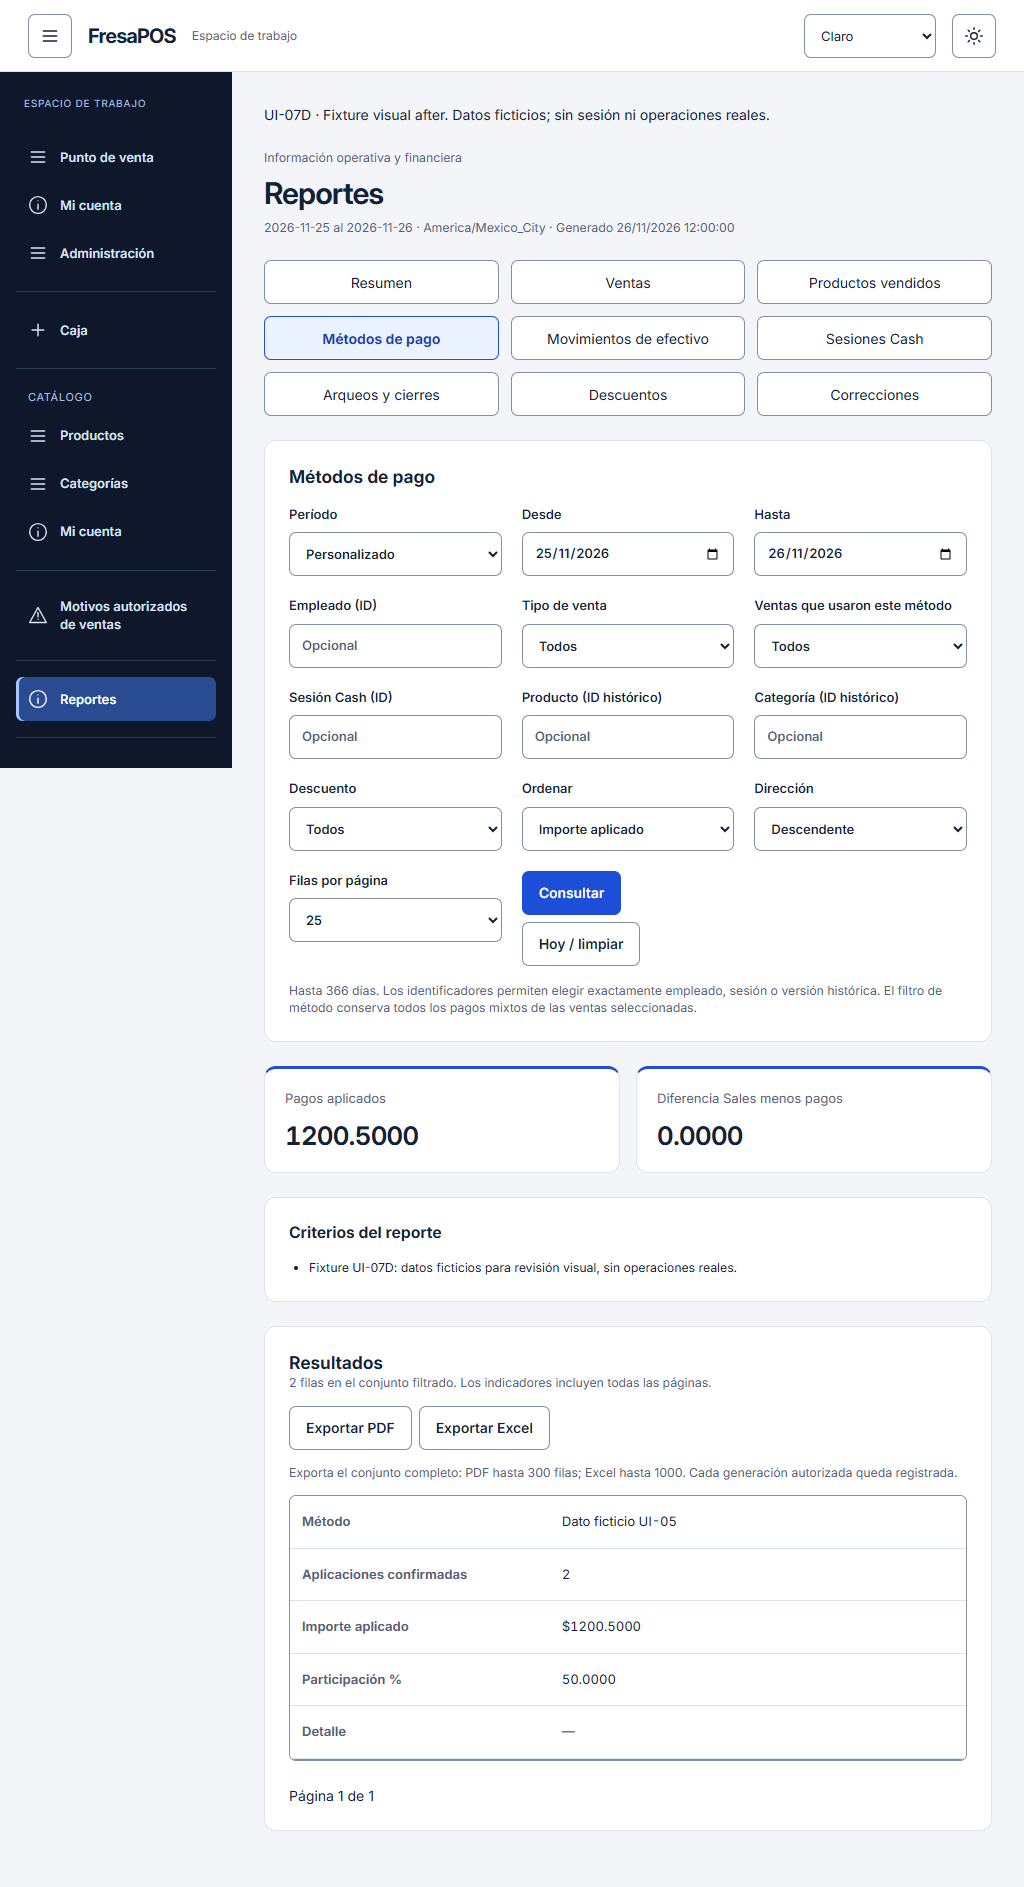 FresaPOS
Espacio de trabajo
Claro
ESPACIO DE TRABAJO
Punto de venta
Mi cuenta
Administración
Caja
CATÁLOGO
Productos
Categorías
Mi cuenta
Motivos autorizados
de ventas
Reportes
UI-07D · Fixture visual after. Datos ficticios; sin sesión ni operaciones reales.
Información operativa y financiera
Reportes
2026-11-25 al 2026-11-26 · America/Mexico_City · Generado 26/11/2026 12:00:00
Resumen
Ventas
Productos vendidos
Métodos de pago
Movimientos de efectivo
Sesiones Cash
Arqueos y cierres
Descuentos
Correcciones
Métodos de pago
Período
Desde
Hasta
Personalizado
25/11/2026
26/11/2026
Empleado (ID)
Tipo de venta
Ventas que usaron este método
Opcional
Todos
Todos
Sesión Cash (ID)
Producto (ID histórico)
Categoría (ID histórico)
Opcional
Opcional
Opcional
Descuento
Ordenar
Dirección
Todos
Importe aplicado
Descendente
Filas por página
25
Consultar
Hoy / limpiar
Hasta 366 días. Los identificadores permiten elegir exactamente empleado, sesión o versión histórica. El filtro de
método conserva todos los pagos mixtos de las ventas seleccionadas.
Pagos aplicados
1200.5000
Diferencia Sales menos pagos
0.0000
Criterios del reporte
• Fixture UI-07D: datos ficticios para revisión visual, sin operaciones reales.
Resultados
2 filas en el conjunto filtrado. Los indicadores incluyen todas las páginas.
Exportar PDF
Exportar Excel
Exporta el conjunto completo: PDF hasta 300 filas; Excel hasta 1000. Cada generación autorizada queda registrada.
Método
Dato ficticio UI-05
Aplicaciones confirmadas
2
Importe aplicado
$1200.5000
Participación %
50.0000
Detalle
—
Página 1 de 1